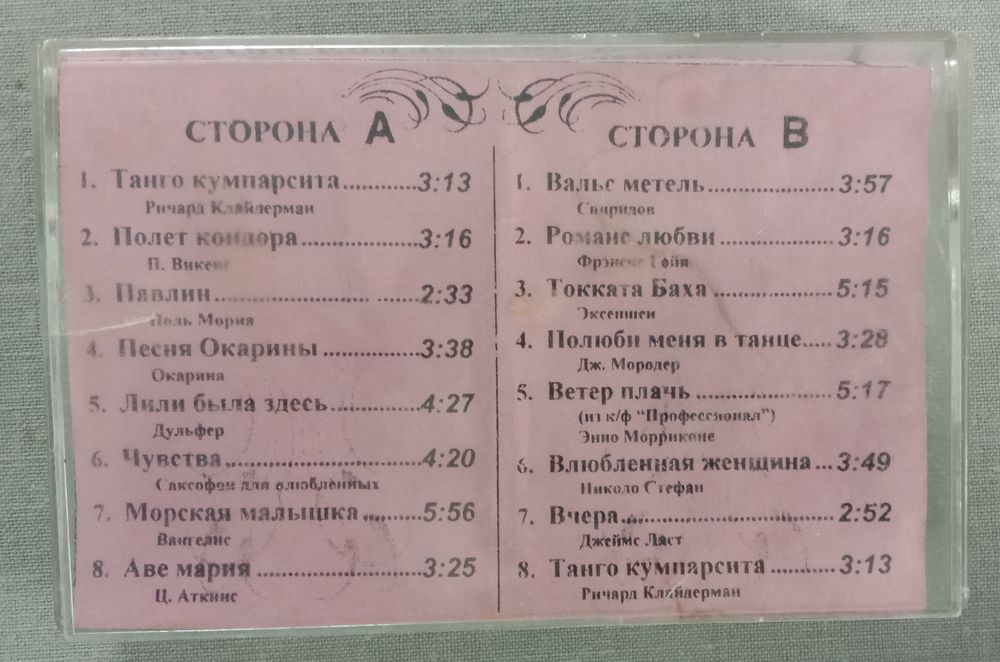 СТОРОНА A
1. Танго кумпарсита..........3:13
Ричард Клайдерман
2. Полет кондора................3:16
П. Викенс
3. Павлин..................... .......2:33
Поль Мория
4. Песня Окарины .............3:38
Окарина
5. Лили была здесь............4:27
Дульфер
6. Чувства..........................4:20
Саксофон для влюбленных
7. Морская малышка .........5:56
Вангелис
8. Аве мария ......................3:25
Ц. Аткинс
СТОРОНА B
1. Вальс метель.................3:57
Свиридов
2. Романс любви ...............3:16
Фрэнсис Гойя
3. Токката Баха ................5:15
Эксепшен
4. Полюби меня в танце.....3:28
Дж. Мородер
5. Ветер плачь ...................5:17
(из к/ф “Профессионал”)
Эннио Морриконе
6. Влюбленная женщина...3:49
Николо Стефан
7. Вчера............................2:52
Джеймс Ласт
8. Танго кумпарсита ..........3:13
Ричард Клайдерман